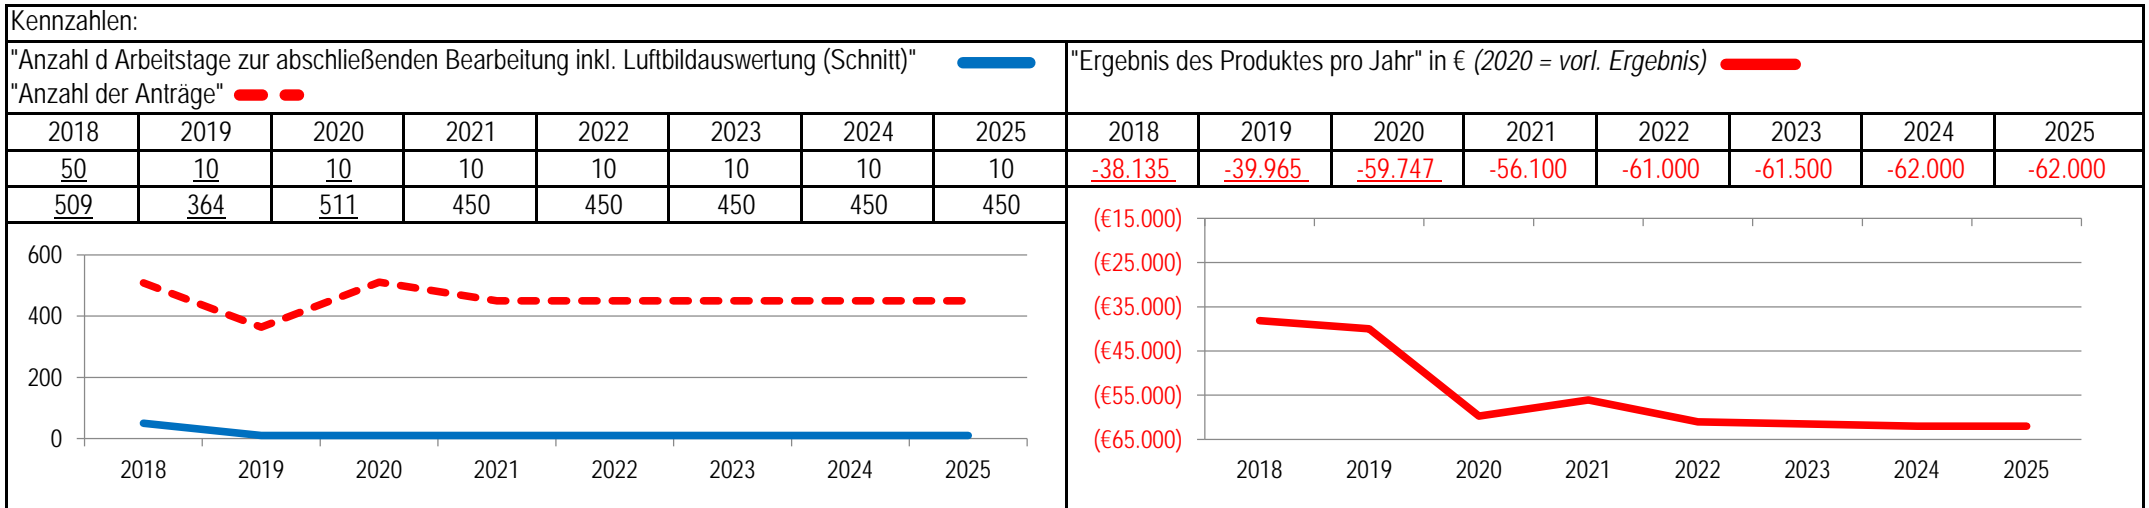 Kennzahlen:
"Anzahl d Arbeitstage zur abschließenden Bearbeitung inkl. Luftbildauswertung (Schnitt)"
"Anzahl der Anträge"
2018 2019 2020 2021 2022 2023 2024 2025
50 10 10 10 10 10 10 10
509 364 511 450 450 450 450 450
600
400
200
0
2018 2019 2020 2021 2022 2023 2024 2025
"Ergebnis des Produktes pro Jahr" in € (2020 = vorl. Ergebnis)
2018 2019 2020 2021 2022 2023 2024 2025
-38.135 -39.965 -59.747 -56.100 -61.000 -61.500 -62.000 -62.000
(€15.000)
(€25.000)
(€35.000)
(€45.000)
(€55.000)
(€65.000)
2018 2019 2020 2021 2022 2023 2024 2025